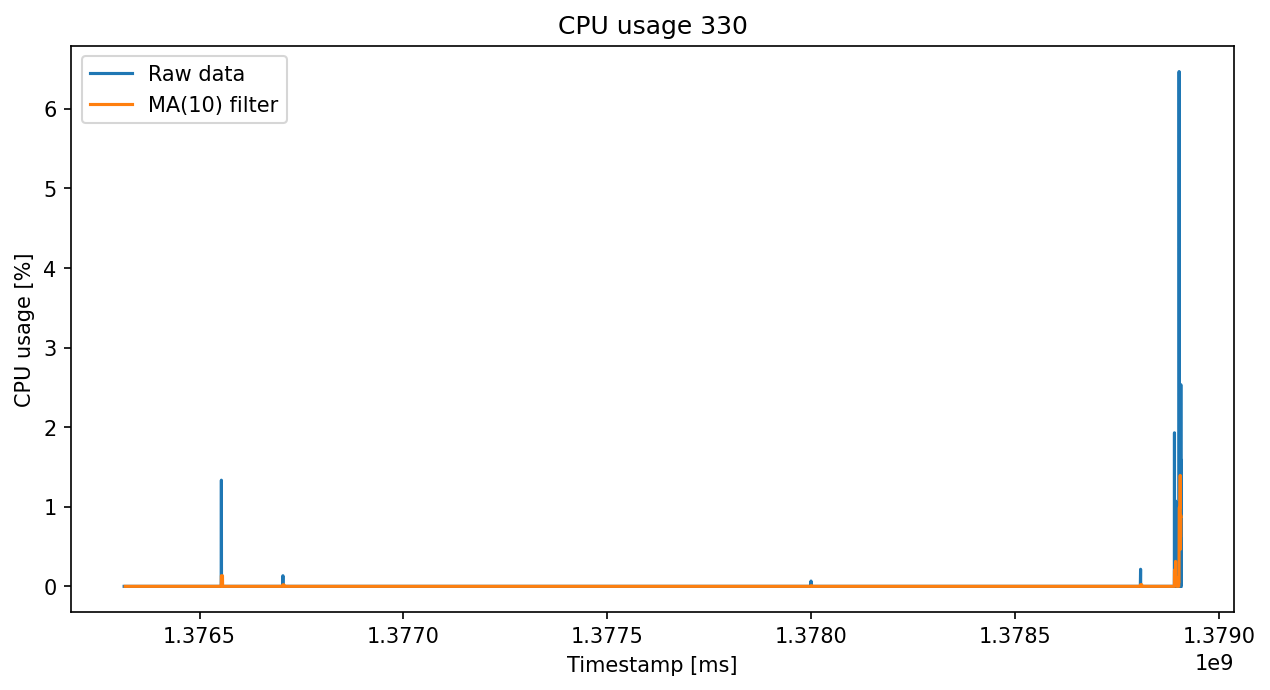 CPU usage 330
Raw data
MA(10) filter
CPU usage [%]
6
5
4
3
2
1
0
1.3765 1.3770 1.3775 1.3780 1.3785 1.3790
1e9
Timestamp [ms]